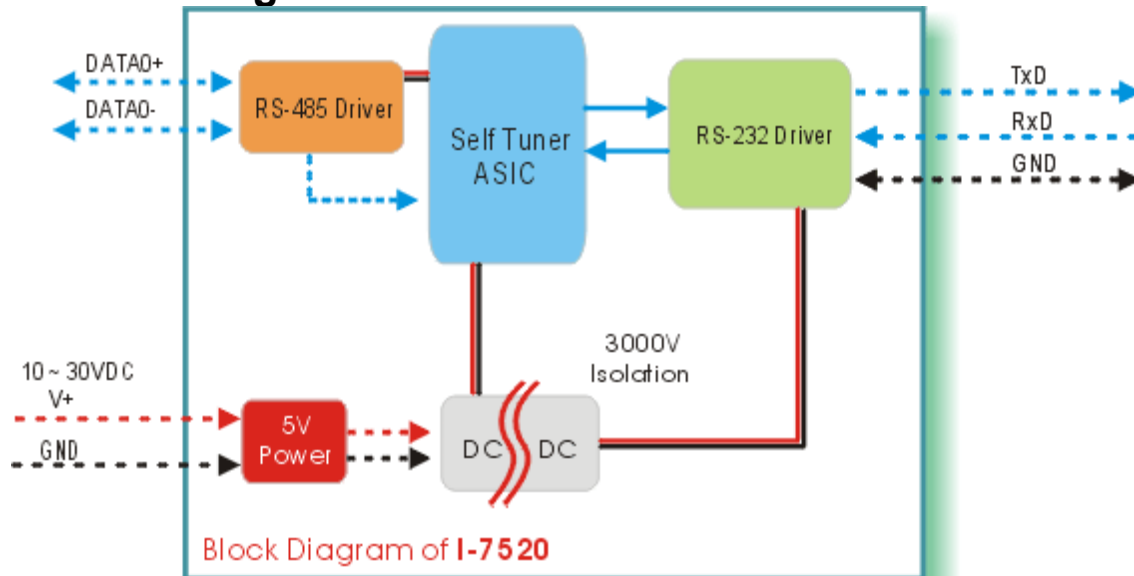 DATA0+
DATA0-
RS-485 Driver
Self Tuner
ASIC
RS-232 Driver
TxD
RxD
GND
10 ~ 30VDC
V+
GND
5V
Power
DC
DC
3000V
Isolation
Block Diagram of I-7520